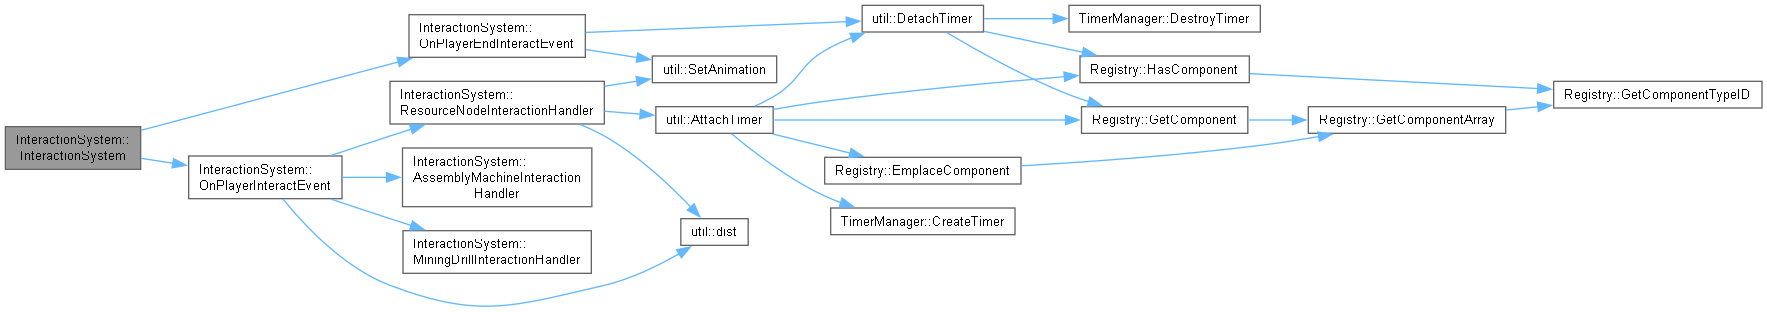 InteractionSystem::
InteractionSystem
InteractionSystem::
OnPlayerEndInteractEvent
InteractionSystem::
OnPlayerInteractEvent
InteractionSystem::
ResourceNodeInteractionHandler
InteractionSystem::
AssemblyMachineInteraction
Handler
InteractionSystem::
MiningDrillInteractionHandler
util::SetAnimation
util::AttachTimer
util::dist
util::DetachTimer
Registry::EmplaceComponent
TimerManager::CreateTimer
TimerManager::DestroyTimer
Registry::HasComponent
Registry::GetComponent
Registry::GetComponentArray
Registry::GetComponentTypeID